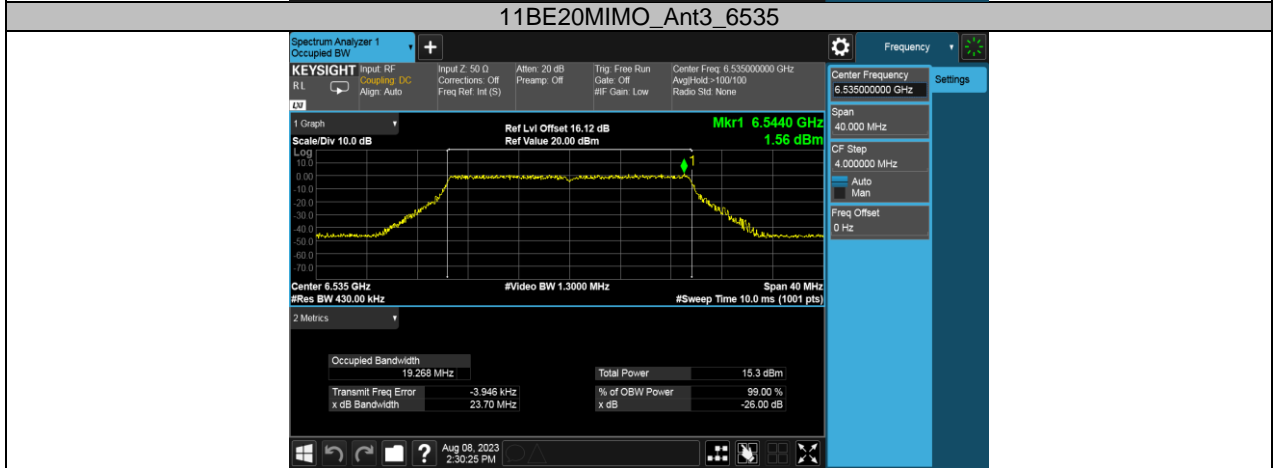 11BE20MIMO_Ant3_6535
Spectrum Analyzer 1
Occupied BW
+
Frequency
KEYSIGHT
RL
LXI
Input: RF
Coupling: DC
Align: Auto
Input Z: 50 Ω
Corrections: Off
Freq Ref: Int (S)
Atten: 20 dB
Preamp: Off
Trig: Free Run
Gate: Off
#IF Gain: Low
Center Freq: 6.535000000 GHz
Avg|Hold:>100/100
Radio Std: None
Center Frequency
6.535000000 GHz
Settings
Span
40.000 MHz
CF Step
4.000000 MHz
Auto
Man
Freq Offset
0 Hz
1 Graph
Scale/Div 10.0 dB
Ref Lvl Offset 16.12 dB
Ref Value 20.00 dBm
Mkr1 6.5440 GHz
1.56 dBm
Log
10.0
0.00
-10.0
-20.0
-30.0
-40.0
-50.0
-60.0
-70.0
1
Center 6.535 GHz
#Res BW 430.00 kHz
#Video BW 1.3000 MHz
Span 40 MHz
#Sweep Time 10.0 ms (1001 pts)
2 Metrics
Occupied Bandwidth
19.268 MHz
Total Power 15.3 dBm
Transmit Freq Error -3.946 kHz
% of OBW Power 99.00 %
x dB Bandwidth 23.70 MHz
x dB -26.00 dB
?
Aug 08, 2023
2:30:25 PM